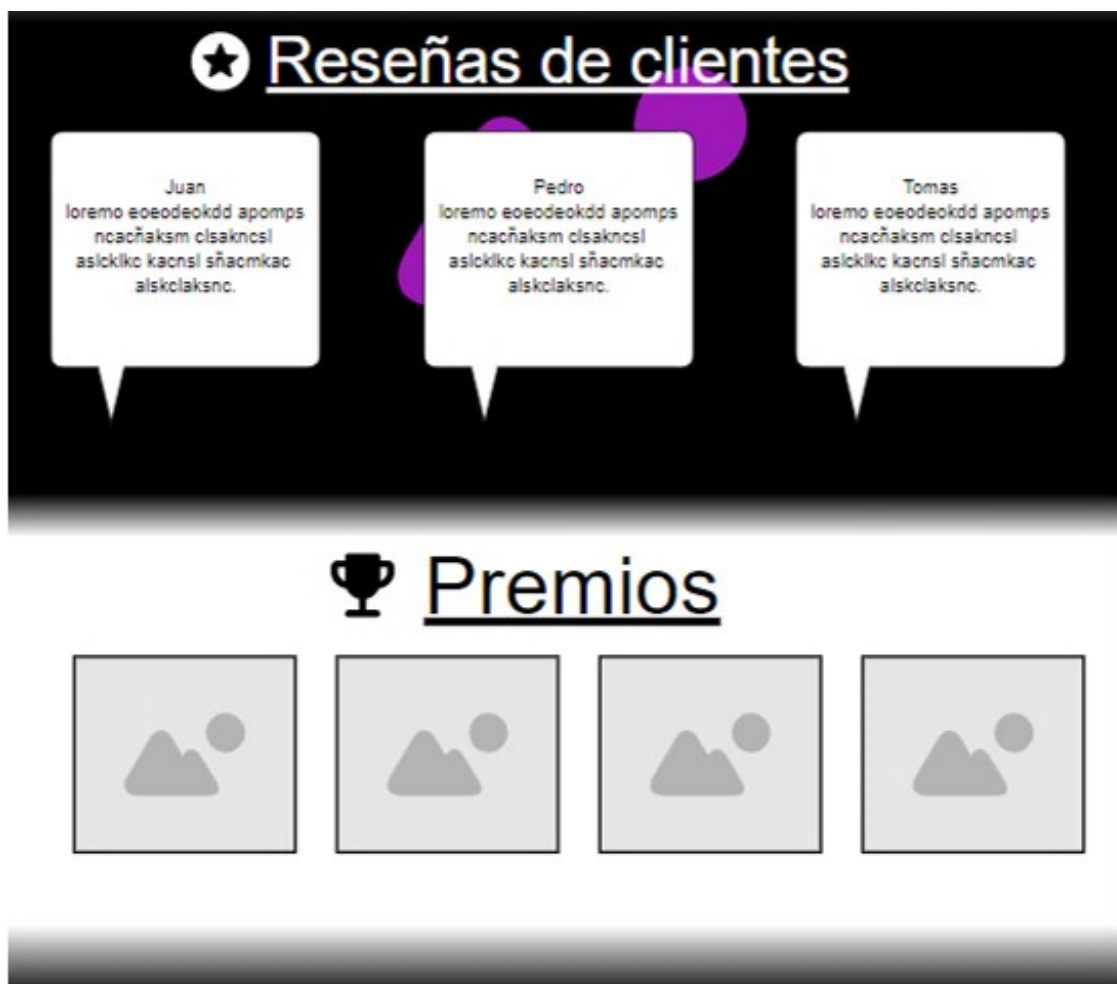 Reseñas de clientes
Juan
loremo eoeodeokdd apomps
ncacñaksm clsakncsl
aslcklkc kacnsl sñacmkac
alskclaksnc.
Pedro
loremo eoeodeokdd apomps
ncacñaksm clsakncsl
aslcklkc kacnsl sñacmkac
alskclaksnc.
Tomas
loremo eoeodeokdd apomps
ncacñaksm clsakncsl
aslcklkc kacnsl sñacmkac
alskclaksnc.
Premios